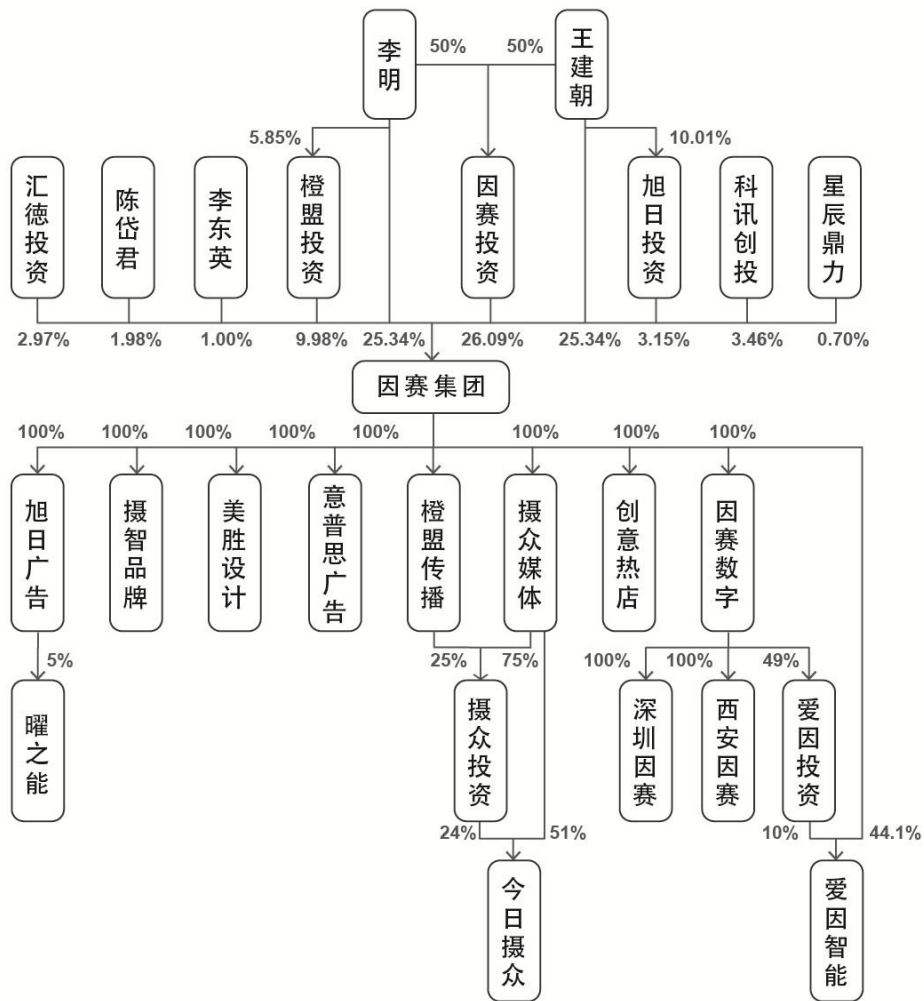 李明
50%
50%
王建朝
5.85%
10.01%
汇德投资
陈岱君
李东英
橙盟投资
因赛投资
旭日投资
科讯创投
星辰鼎力
2.97%
1.98%
1.00%
9.98%
25.34%
26.09%
25.34%
3.15%
3.46%
0.70%
因赛集团
100%
100%
100%
100%
100%
100%
100%
100%
旭日广告
摄智品牌
美胜设计
意普思广告
橙盟传播
摄众媒体
创意热店
因赛数字
5%
25%
75%
100%
100%
49%
曜之能
摄众投资
深圳因赛
西安因赛
爱因投资
24%
51%
10%
44.1%
今日摄众
爱因智能